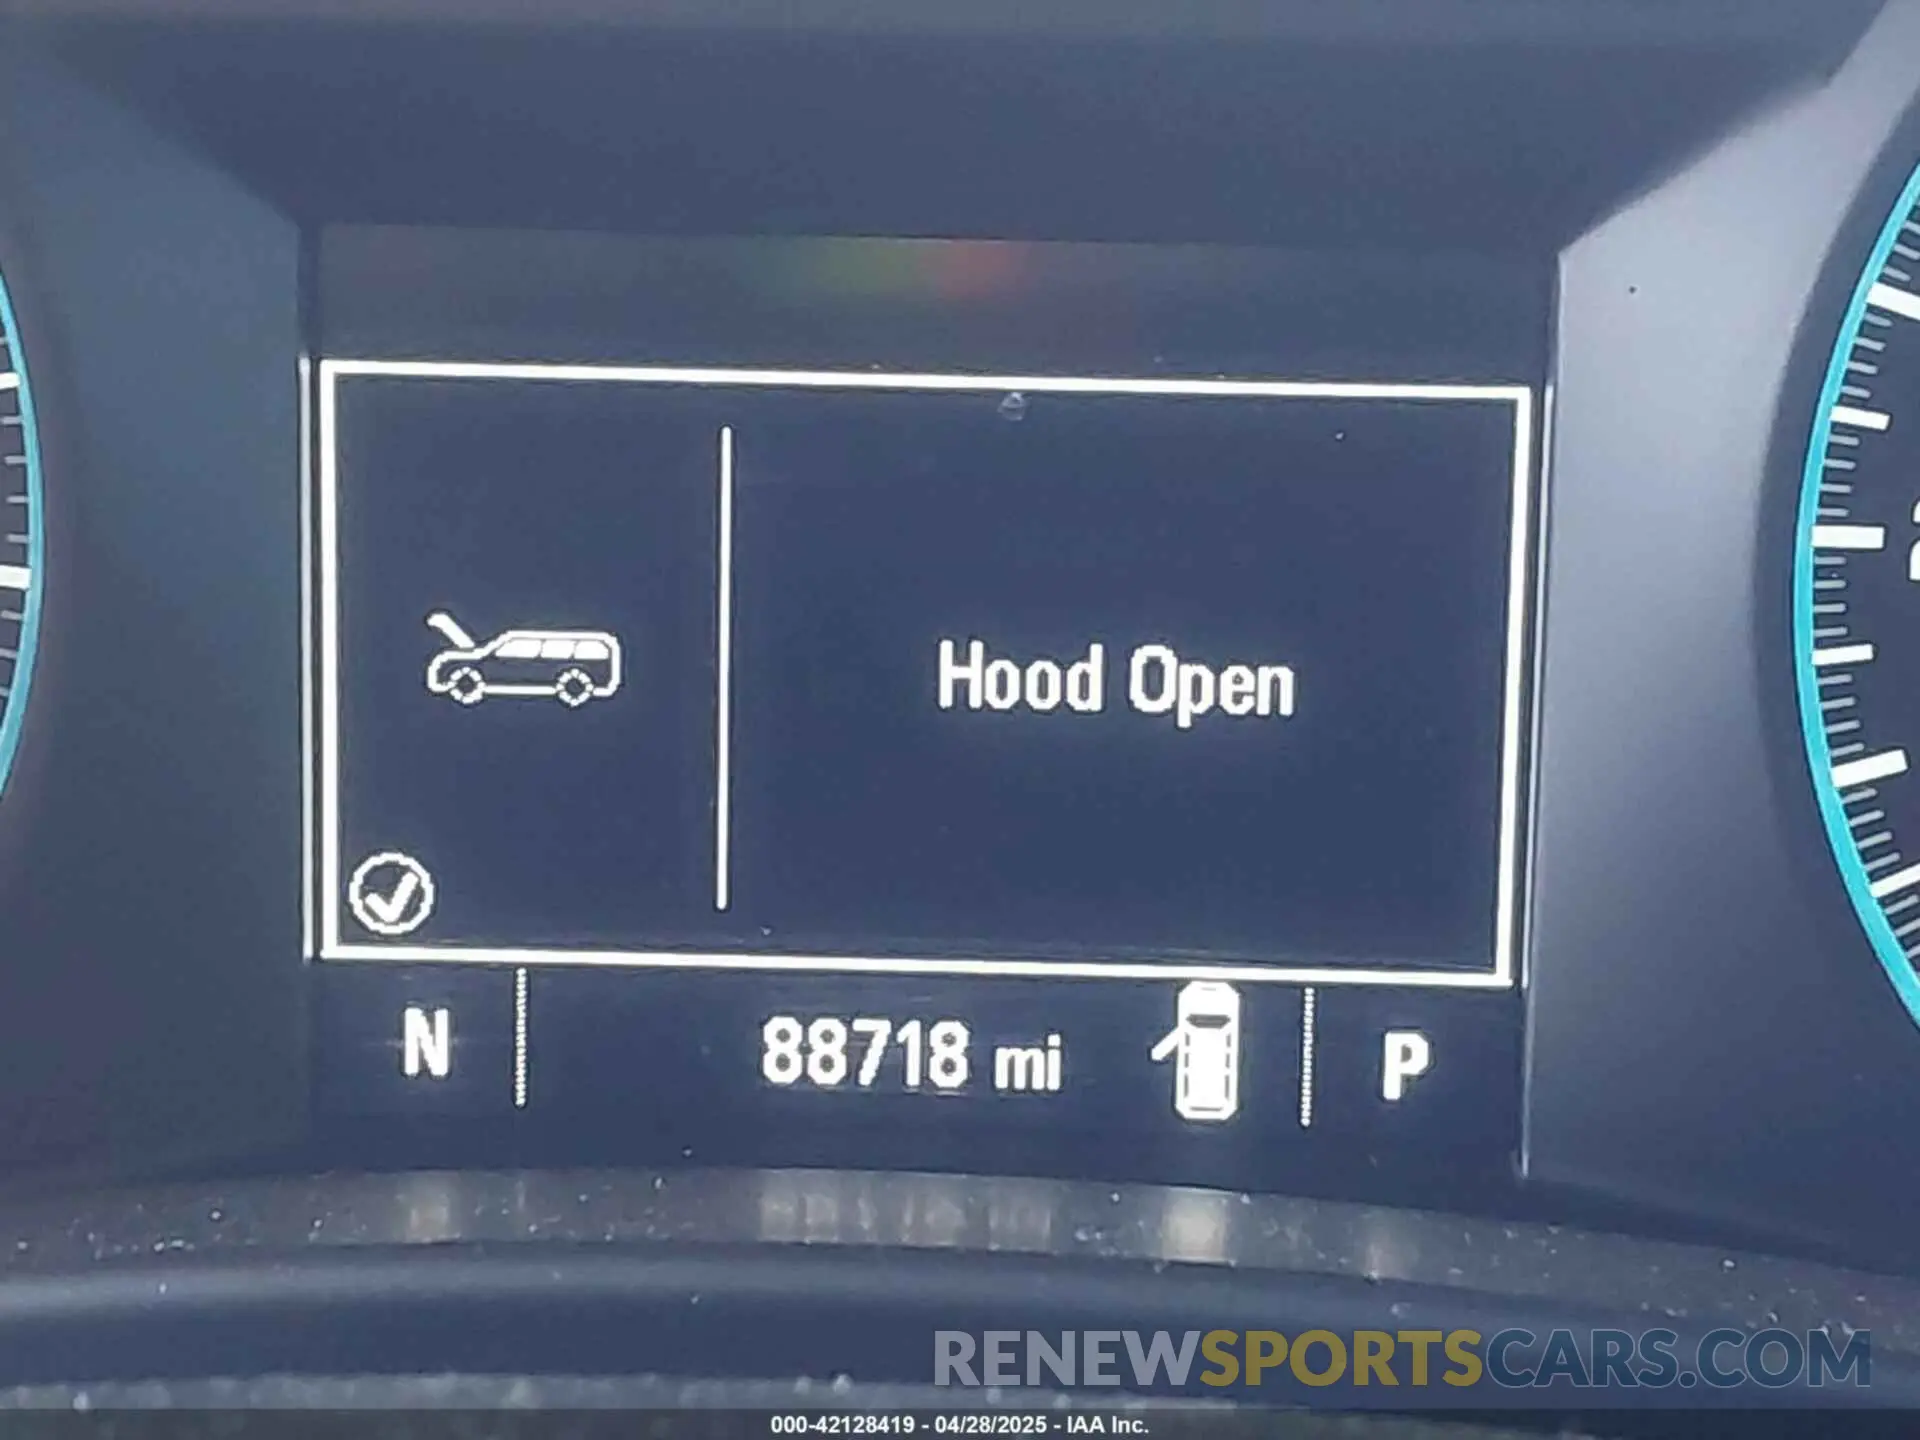 Hood Open
N 88718 mi P
RENEWSPORTSCARS.COM
000-42128419 - 04/28/2025 - IAA Inc.